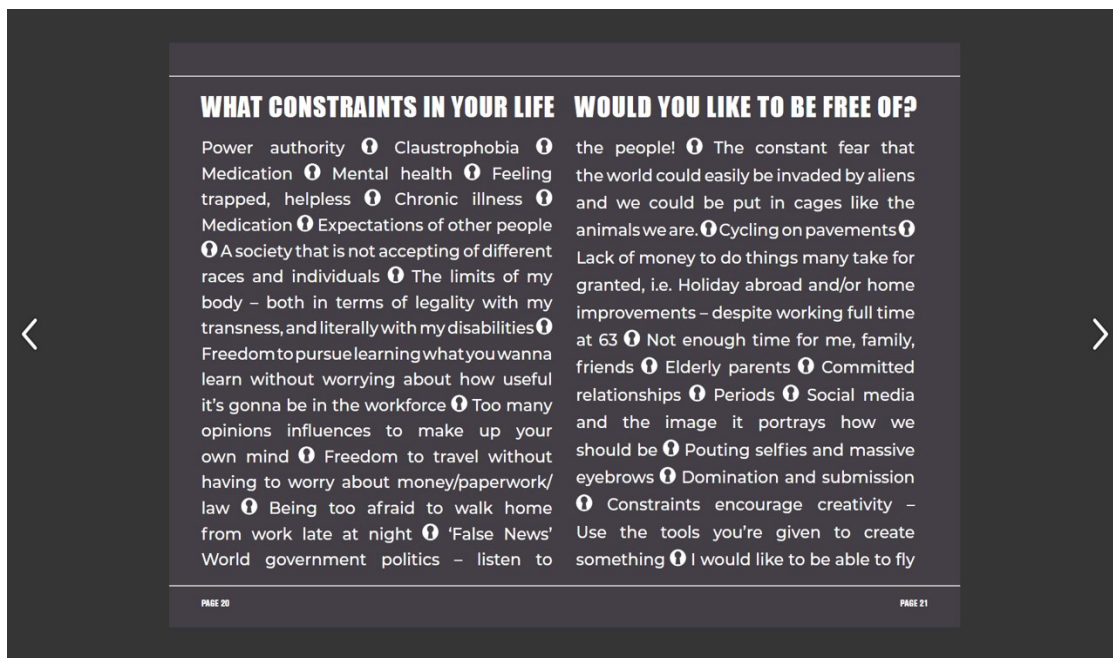 WHAT CONSTRAINTS IN YOUR LIFE
Power authority Claustrophobia
Medication Mental health Feeling
trapped, helpless Chronic illness
Medication Expectations of other people
A society that is not accepting of different
races and individuals The limits of my
body – both in terms of legality with my
transness, and literally with my disabilities
Freedom to pursue learning what you wanna
learn without worrying about how useful
it's gonna be in the workforce Too many
opinions influences to make up your
own mind Freedom to travel without
having to worry about money/paperwork/
law Being too afraid to walk home
from work late at night 'False News'
World government politics – listen to
PAGE 20
WOULD YOU LIKE TO BE FREE OF?
the people! The constant fear that
the world could easily be invaded by aliens
and we could be put in cages like the
animals we are. Cycling on pavements
Lack of money to do things many take for
granted, i.e. Holiday abroad and/or home
improvements – despite working full time
at 63 Not enough time for me, family,
friends Elderly parents Committed
relationships Periods Social media
and the image it portrays how we
should be Pouting selfies and massive
eyebrows Domination and submission
Constraints encourage creativity –
Use the tools you're given to create
something I would like to be able to fly
PAGE 21